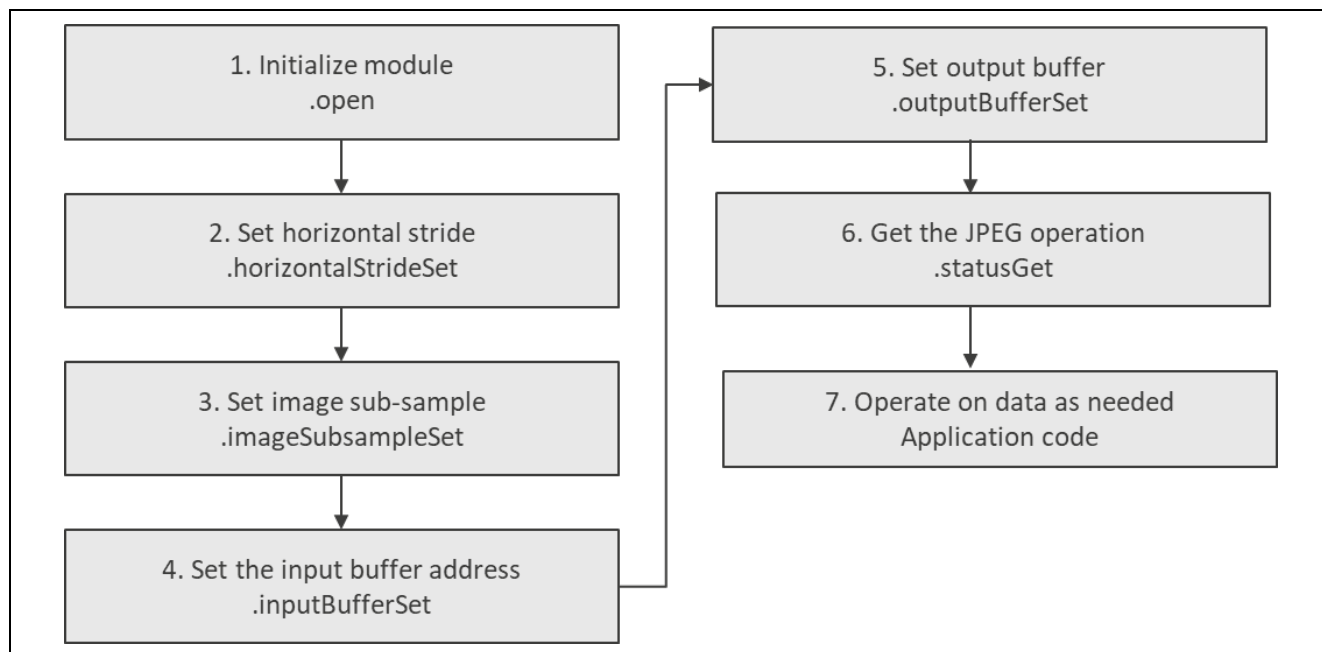 1. Initialize module
.open
2. Set horizontal stride
.horizontalStrideSet
3. Set image sub-sample
.imageSubsampleSet
4. Set the input buffer address
.inputBufferSet
5. Set output buffer
.outputBufferSet
6. Get the JPEG operation
.statusGet
7. Operate on data as needed
Application code